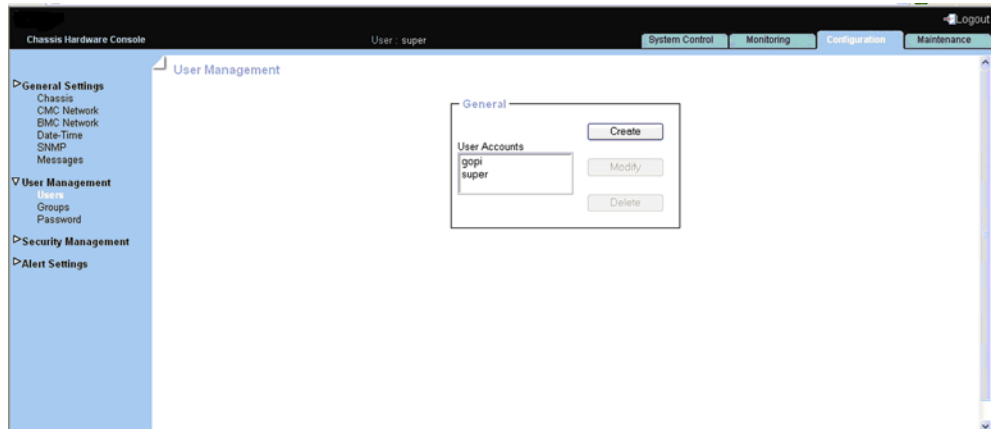 Logout
Chassis Hardware Console
User : super
System Control
Monitoring
Configuration
Maintenance
General Settings
Chassis
CMC Network
BMC Network
Date-Time
SNMP
Messages
User Management
Users
Groups
Password
Security Management
Alert Settings
User Management
General
Create
User Accounts
gopi
super
Modify
Delete